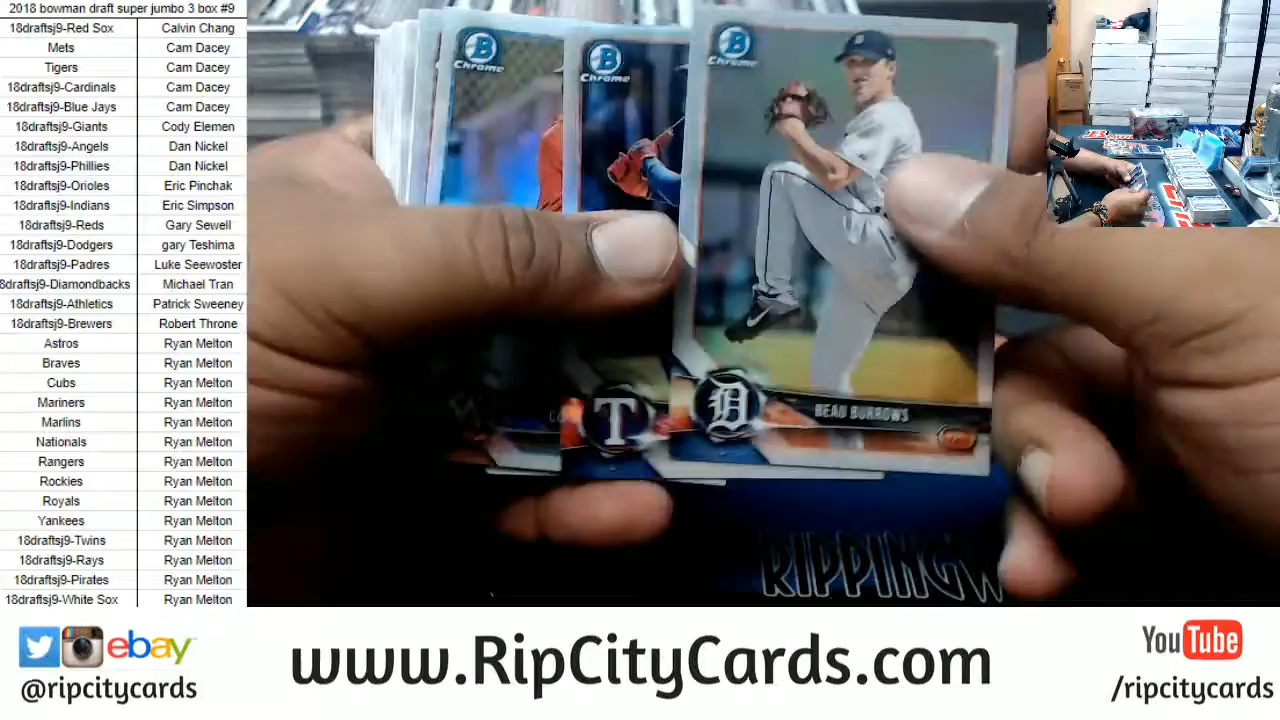 2018 bowman draft super jumbo 3 box #9
18draftsj9-Red Sox Calvin Chang
Mets Cam Dacey
Tigers Cam Dacey
18draftsj9-Cardinals Cam Dacey
18draftsj9-Blue Jays Cam Dacey
18draftsj9-Giants Cody Elemen
18draftsj9-Angels Dan Nickel
18draftsj9-Phillies Dan Nickel
18draftsj9-Orioles Eric Pinchak
18draftsj9-Indians Eric Simpson
18draftsj9-Reds Gary Sewell
18draftsj9-Dodgers gary Teshima
18draftsj9-Padres Luke Seewoster
8draftsj9-Diamondbacks Michael Tran
18draftsj9-Athletics Patrick Sweeney
18draftsj9-Brewers Robert Throne
Astros Ryan Melton
Braves Ryan Melton
Cubs Ryan Melton
Mariners Ryan Melton
Marlins Ryan Melton
Nationals Ryan Melton
Rangers Ryan Melton
Rockies Ryan Melton
Royals Ryan Melton
Yankees Ryan Melton
18draftsj9-Twins Ryan Melton
18draftsj9-Rays Ryan Melton
18draftsj9-Pirates Ryan Melton
18draftsj9-White Sox Ryan Melton
B Chrome
B Chrome
B Chrome
T
D
BEAU BURROWS
RIPPINGW
ebay
@ripcitycards
www.RipCityCards.com
YouTube
/ripcitycards